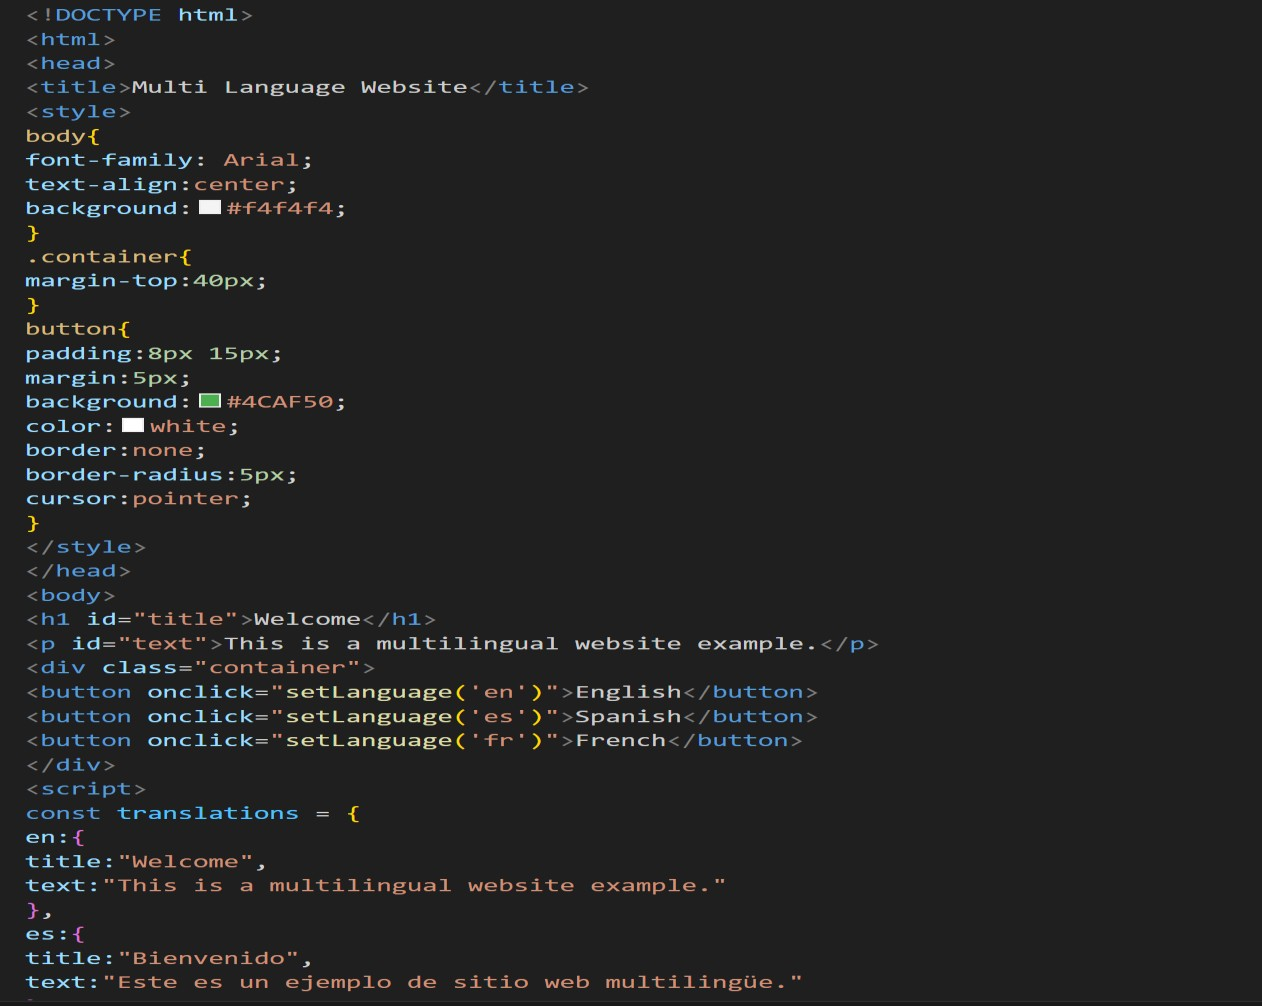 <!DOCTYPE html>
<html>
<head>
<title>Multi Language Website</title>
<style>
body{
font-family: Arial;
text-align:center;
background: #f4f4f4;
}
.container{
margin-top:40px;
}
button{
padding:8px 15px;
margin:5px;
background: #4CAF50;
color: white;
border:none;
border-radius:5px;
cursor:pointer;
}
</style>
</head>
<body>
<h1 id="title">Welcome</h1>
<p id="text">This is a multilingual website example.</p>
<div class="container">
<button onclick="setLanguage('en')">English</button>
<button onclick="setLanguage('es')">Spanish</button>
<button onclick="setLanguage('fr')">French</button>
</div>
<script>
const translations = {
en:{
title:"Welcome",
text:"This is a multilingual website example."
},
es:{
title:"Bienvenido",
text:"Este es un ejemplo de sitio web multilingüe."